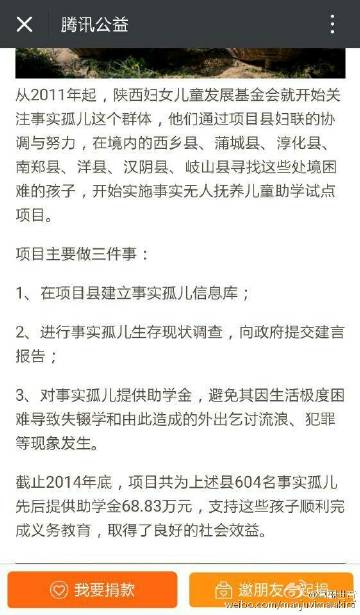 腾讯公益
从2011年起，陕西妇女儿童发展基金会就开始关
注事实孤儿这个群体，他们通过项目县妇联的协
调与努力，在境内的西乡县、蒲城县、淳化县、
南郑县、洋县、汉阴县、岐山县寻找这些处境困
难的孩子，开始实施事实无人抚养儿童助学试点
项目。
项目主要做三件事：
1、在项目县建立事实孤儿信息库；
2、进行事实孤儿生存现状调查，向政府提交建言
报告；
3、对事实孤儿提供助学金，避免其因生活极度困
难导致失辍学和由此造成的外出乞讨流浪、犯罪
等现象发生。
截止2014年底，项目共为上述县604名事实孤儿
先后提供助学金68.83万元，支持这些孩子顺利完
成义务教育，取得了良好的社会效益。
我要捐款
邀朋友一起捐